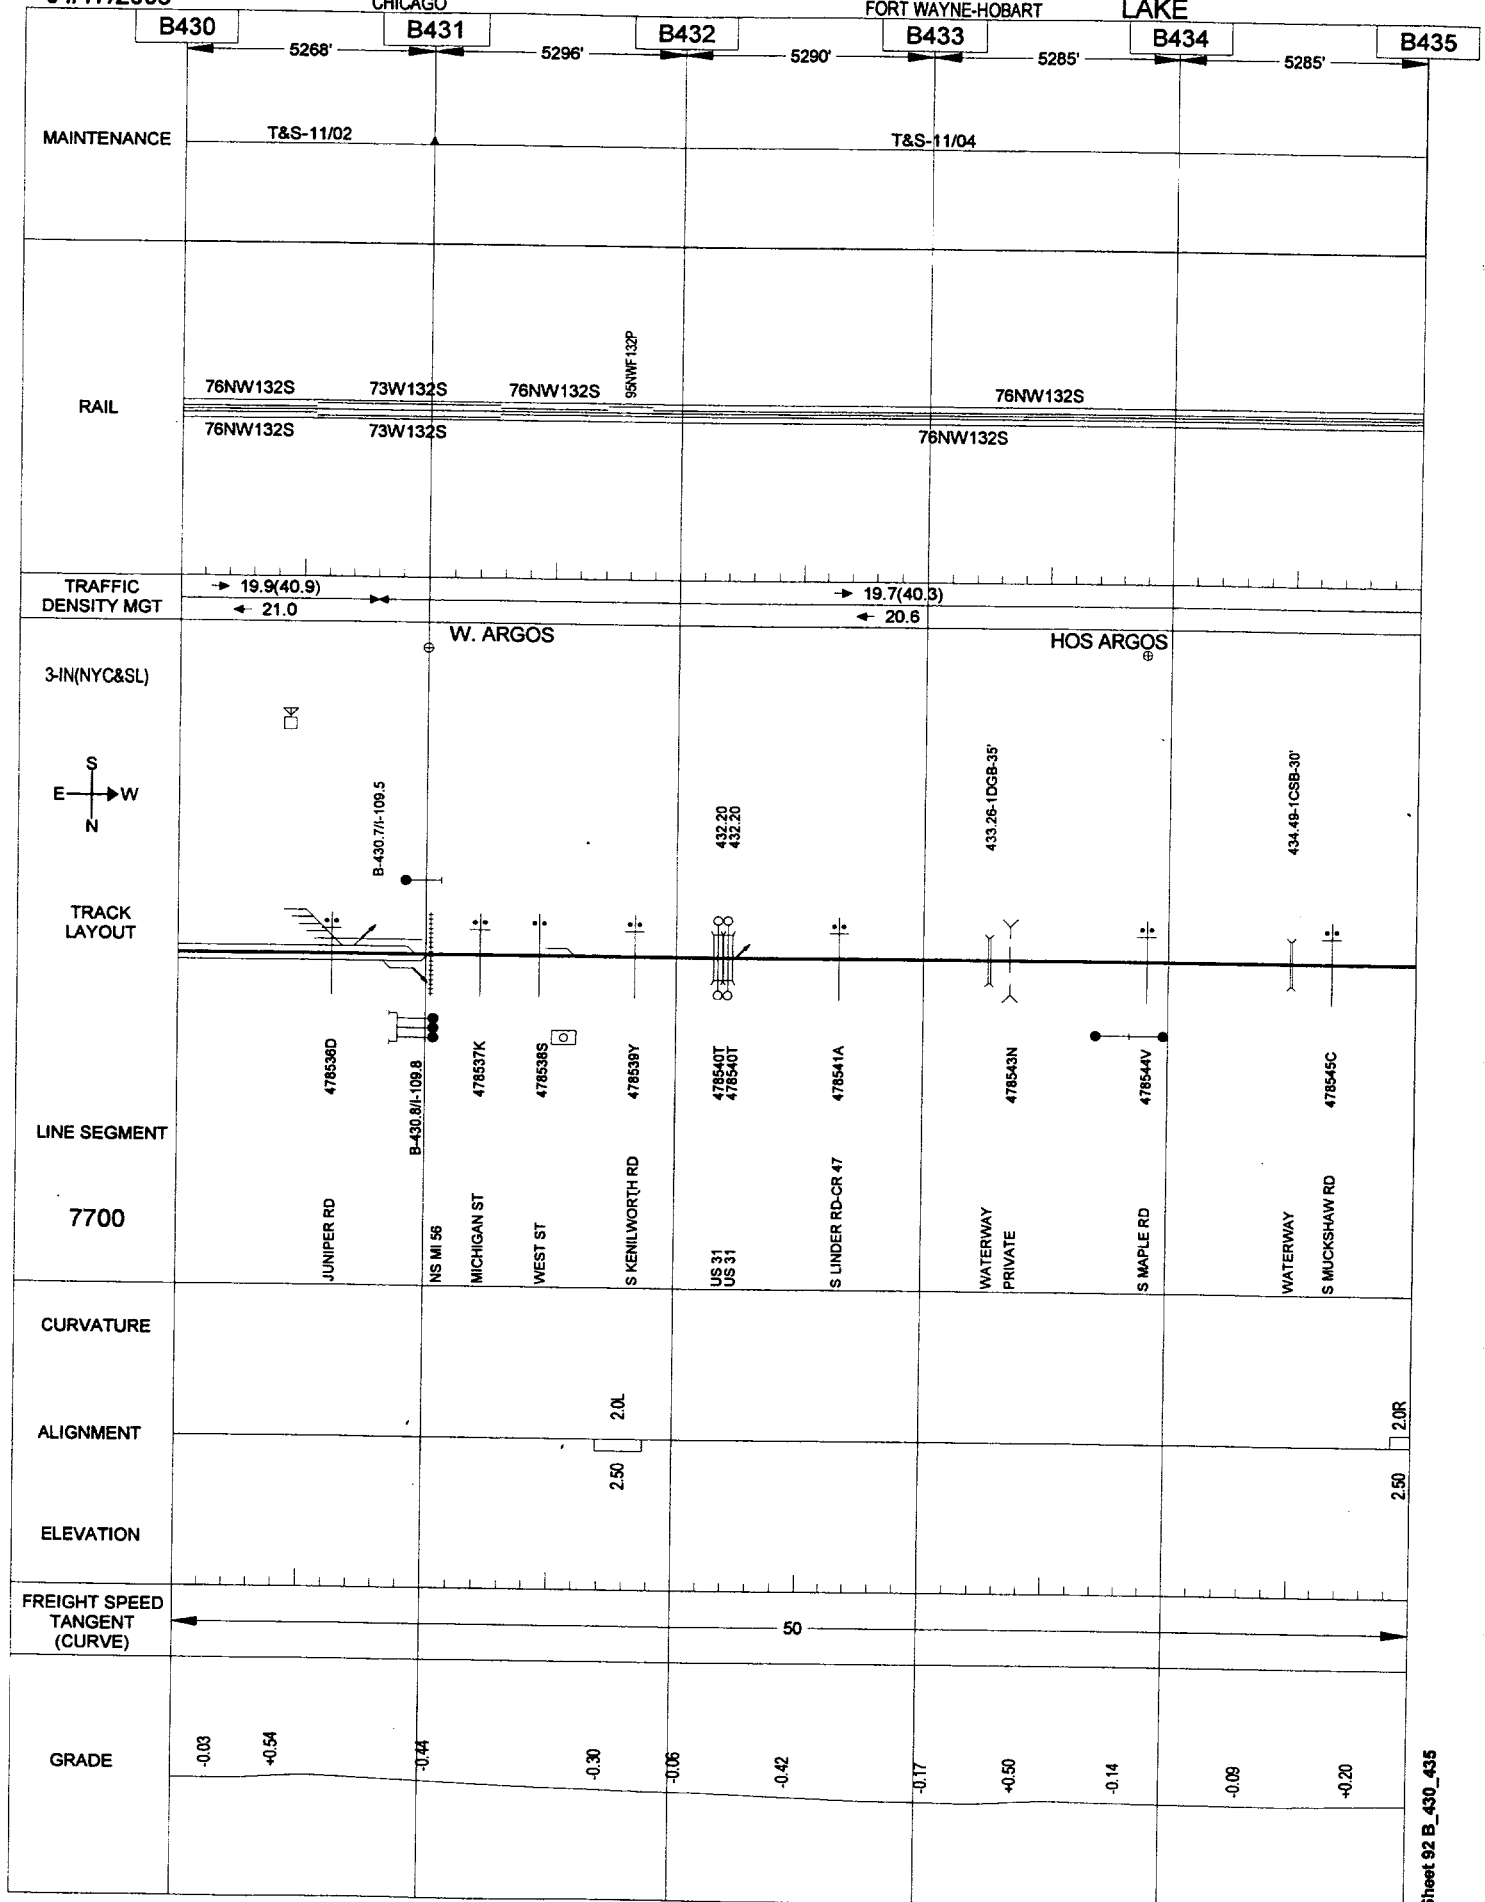 CHICAGO
FORT WAYNE-HOBART
LAKE
B430
B431
B432
B433
B434
B435
5268'
5296'
5290'
5285'
5285'
MAINTENANCE
T&S-11/02
T&S-11/04
RAIL
76NW132S
73W132S
76NW132S
95NWF132P
76NW132S
76NW132S
73W132S
76NW132S
TRAFFIC
DENSITY MGT
19.9(40.9)
19.7(40.3)
21.0
20.6
W. ARGOS
HOS ARGOS
3-IN(NYC&SL)
S
E
W
N
B-430.7/I-109.5
432.20
432.20
433.26-1DGB-35'
434.49-1CSB-30'
TRACK
LAYOUT
478536D
B-430.8/I-109.8
478537K
478538S
478539Y
478540T
478540T
478541A
478543N
478544V
478545C
LINE SEGMENT
7700
JUNIPER RD
NS MI 56
MICHIGAN ST
WEST ST
S KENILWORTH RD
US 31
US 31
S LINDER RD-CR 47
WATERWAY
PRIVATE
S MAPLE RD
WATERWAY
S MUCKSHAW RD
CURVATURE
ALIGNMENT
2.0L
2.0R
2.50
2.50
ELEVATION
FREIGHT SPEED
TANGENT
(CURVE)
50
GRADE
-0.03
+0.54
-0.44
-0.30
-0.06
-0.42
-0.17
+0.50
-0.14
-0.09
+0.20
Sheet 92 B_430_435